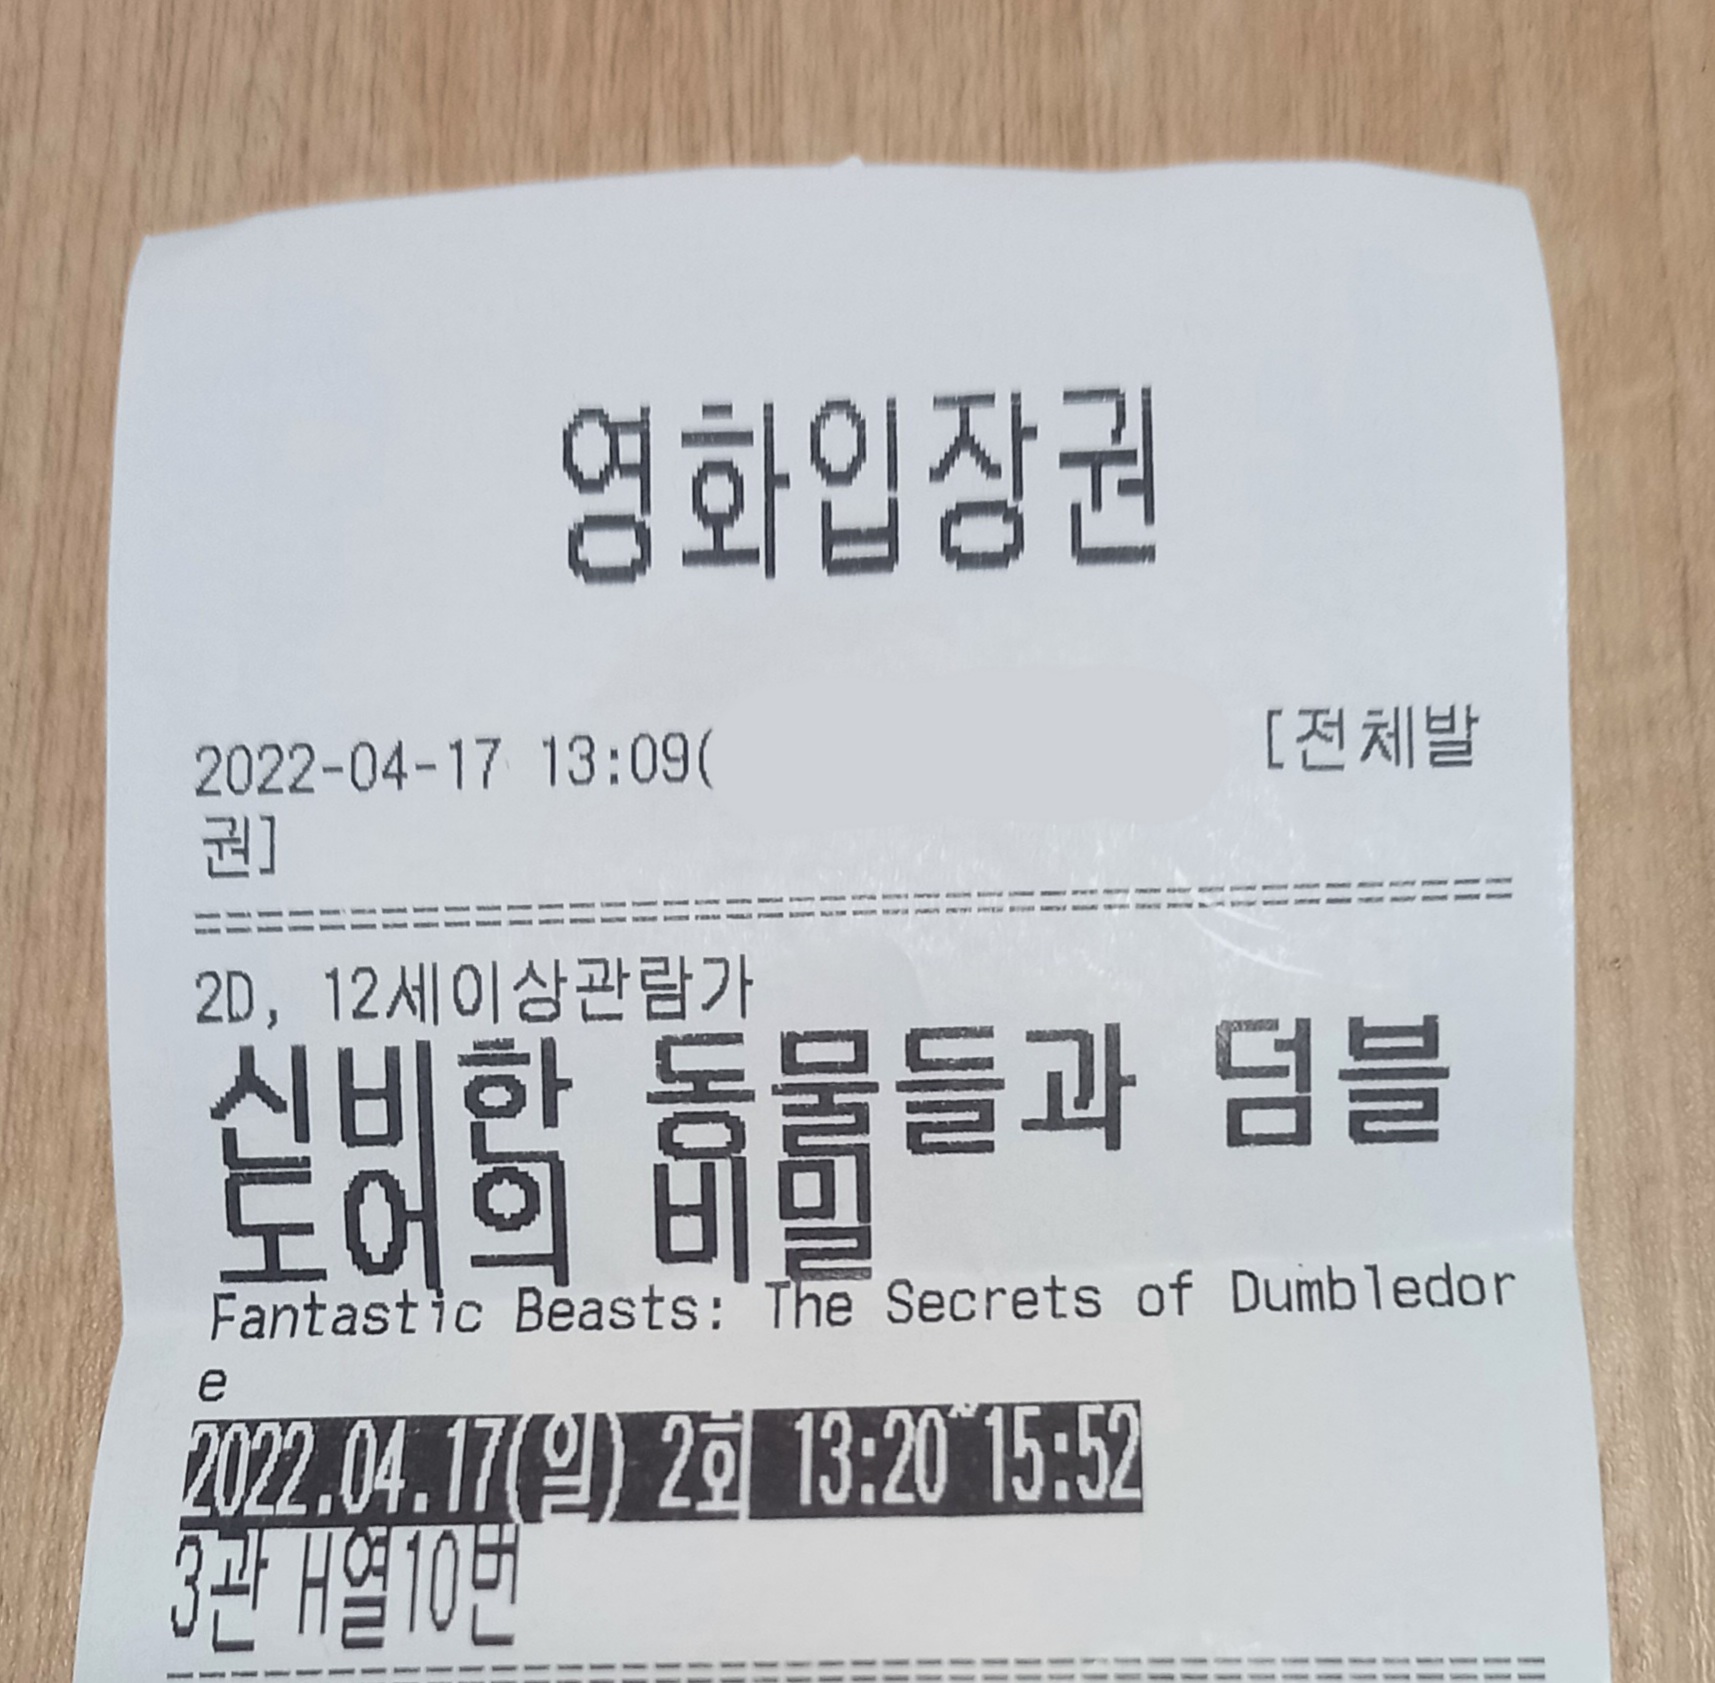 영화입장권
2022-04-17 13:09( [전체발
권]
================================================
2D, 12세이상관람가
신비한 동물들과 덤블
도어의 비밀
Fantastic Beasts: The Secrets of Dumbledor
e
2022.04.17(일) 2회 13:20~15:52
3관 H열10번
================================================